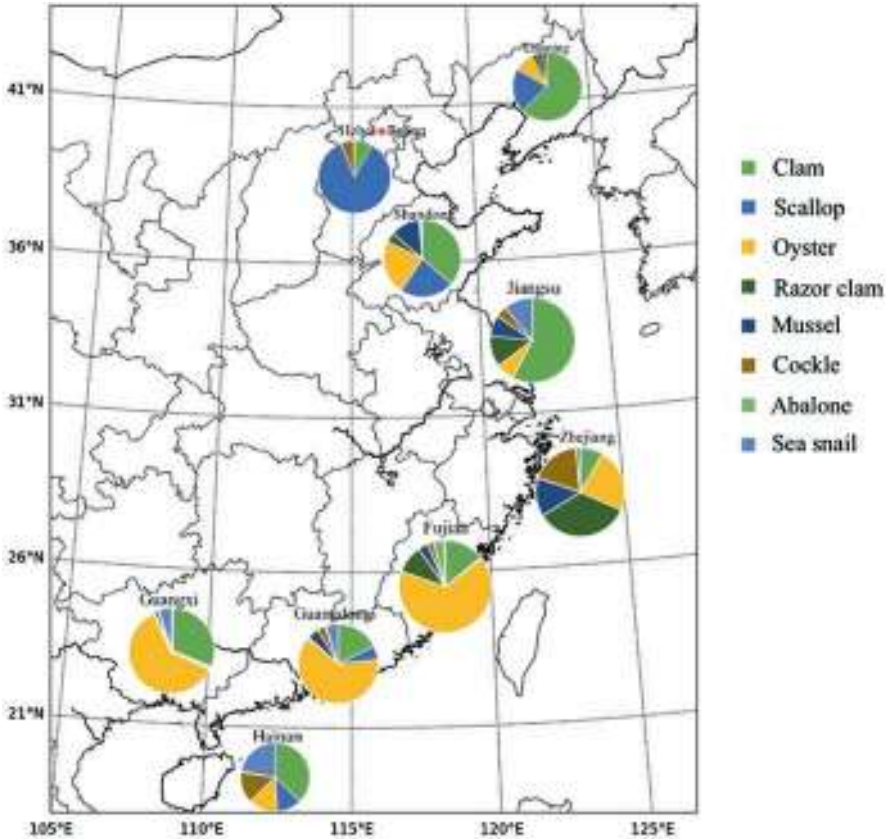 41°N
36°N
Shandong
Jiangsu
31°N
Zhejiang
26°N
Fujian
Guangxi
Guangdong
21°N
Hainan
105°E 110°E 115°E 120°E 125°E
Clam
Scallop
Oyster
Razor clam
Mussel
Cockle
Abalone
Sea snail